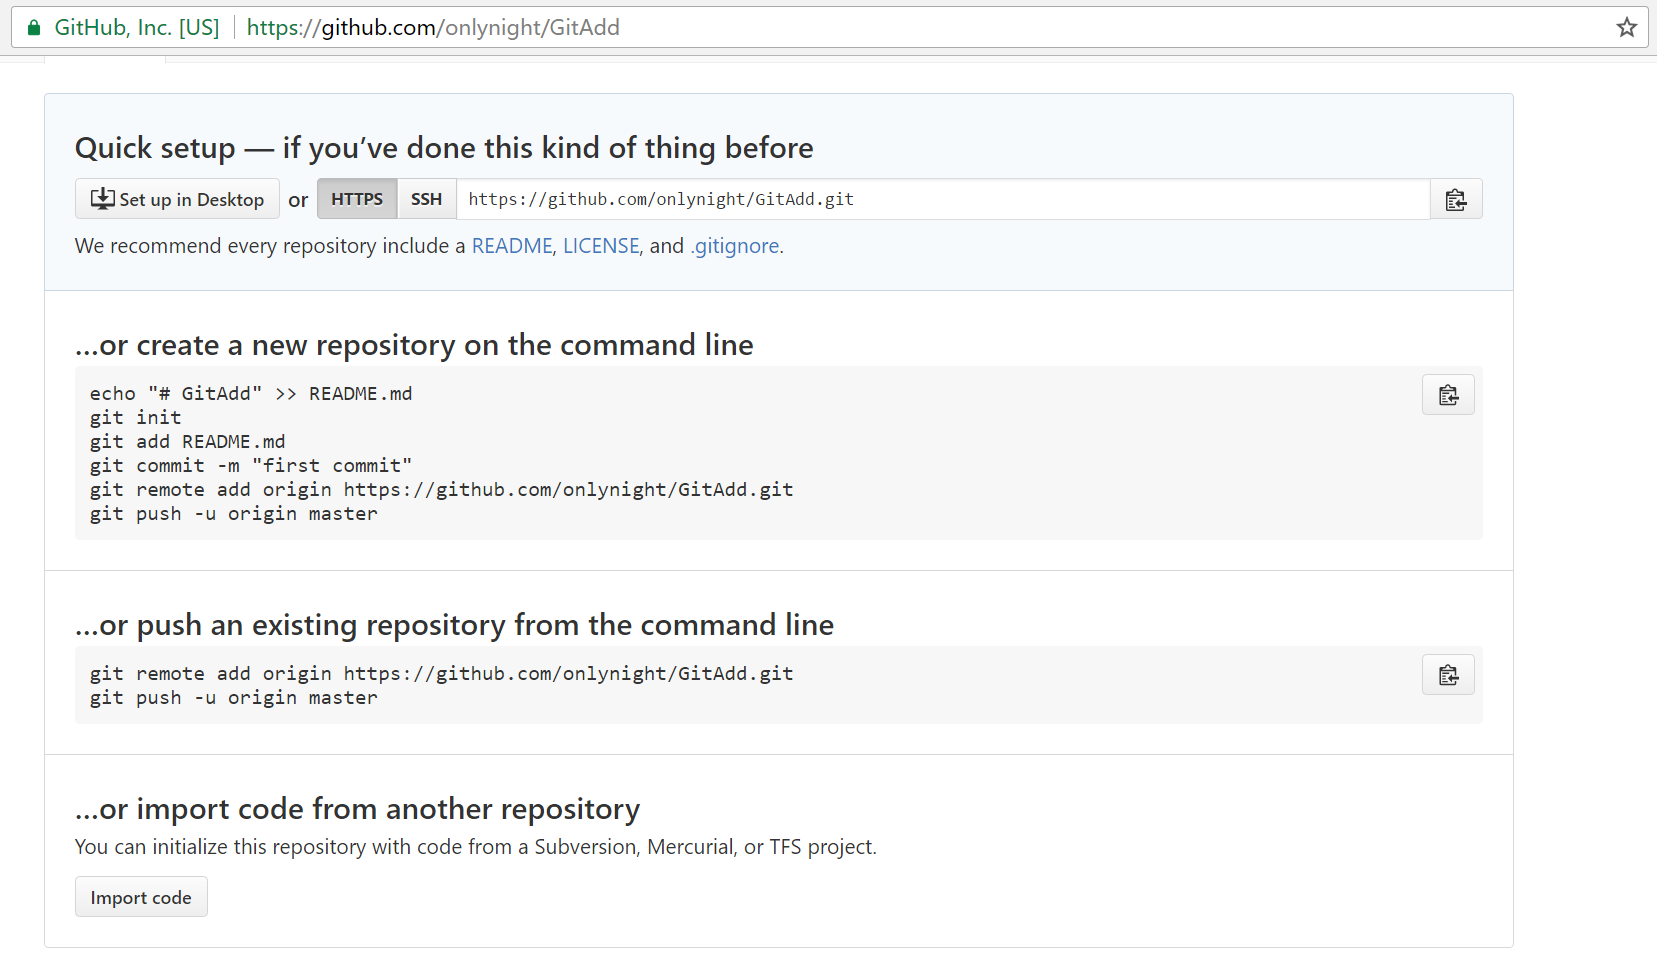 GitHub, Inc. [US] https://github.com/onlynight/GitAdd
Quick setup — if you’ve done this kind of thing before
Set up in Desktop or HTTPS SSH https://github.com/onlynight/GitAdd.git
We recommend every repository include a README, LICENSE, and .gitignore.
...or create a new repository on the command line
echo "# GitAdd" >> README.md
git init
git add README.md
git commit -m "first commit"
git remote add origin https://github.com/onlynight/GitAdd.git
git push -u origin master
...or push an existing repository from the command line
git remote add origin https://github.com/onlynight/GitAdd.git
git push -u origin master
...or import code from another repository
You can initialize this repository with code from a Subversion, Mercurial, or TFS project.
Import code